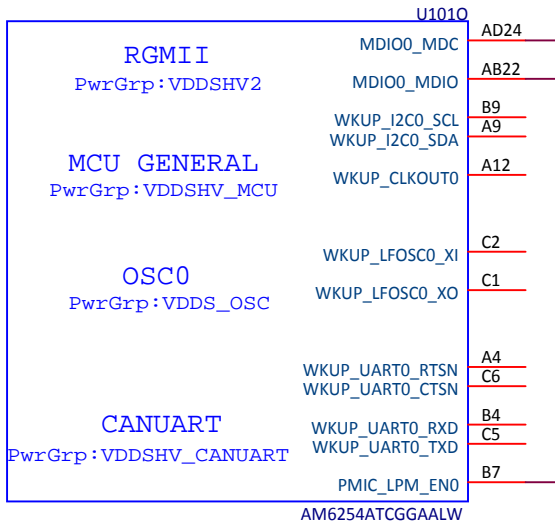 U101O
RGMII
PwrGrp:VDDSHV2
MDIO0_MDC AD24
MDIO0_MDIO AB22
WKUP_I2C0_SCL B9
WKUP_I2C0_SDA A9
MCU GENERAL
PwrGrp:VDDSHV_MCU
WKUP_CLKOUT0 A12
WKUP_LFOSC0_XI C2
OSC0
PwrGrp:VDDS_OSC
WKUP_LFOSC0_XO C1
WKUP_UART0_RTSN A4
WKUP_UART0_CTSN C6
CANUART
PwrGrp:VDDSHV_CANUART
WKUP_UART0_RXD B4
WKUP_UART0_TXD C5
PMIC_LPM_EN0 B7
AM6254ATCGGAALW